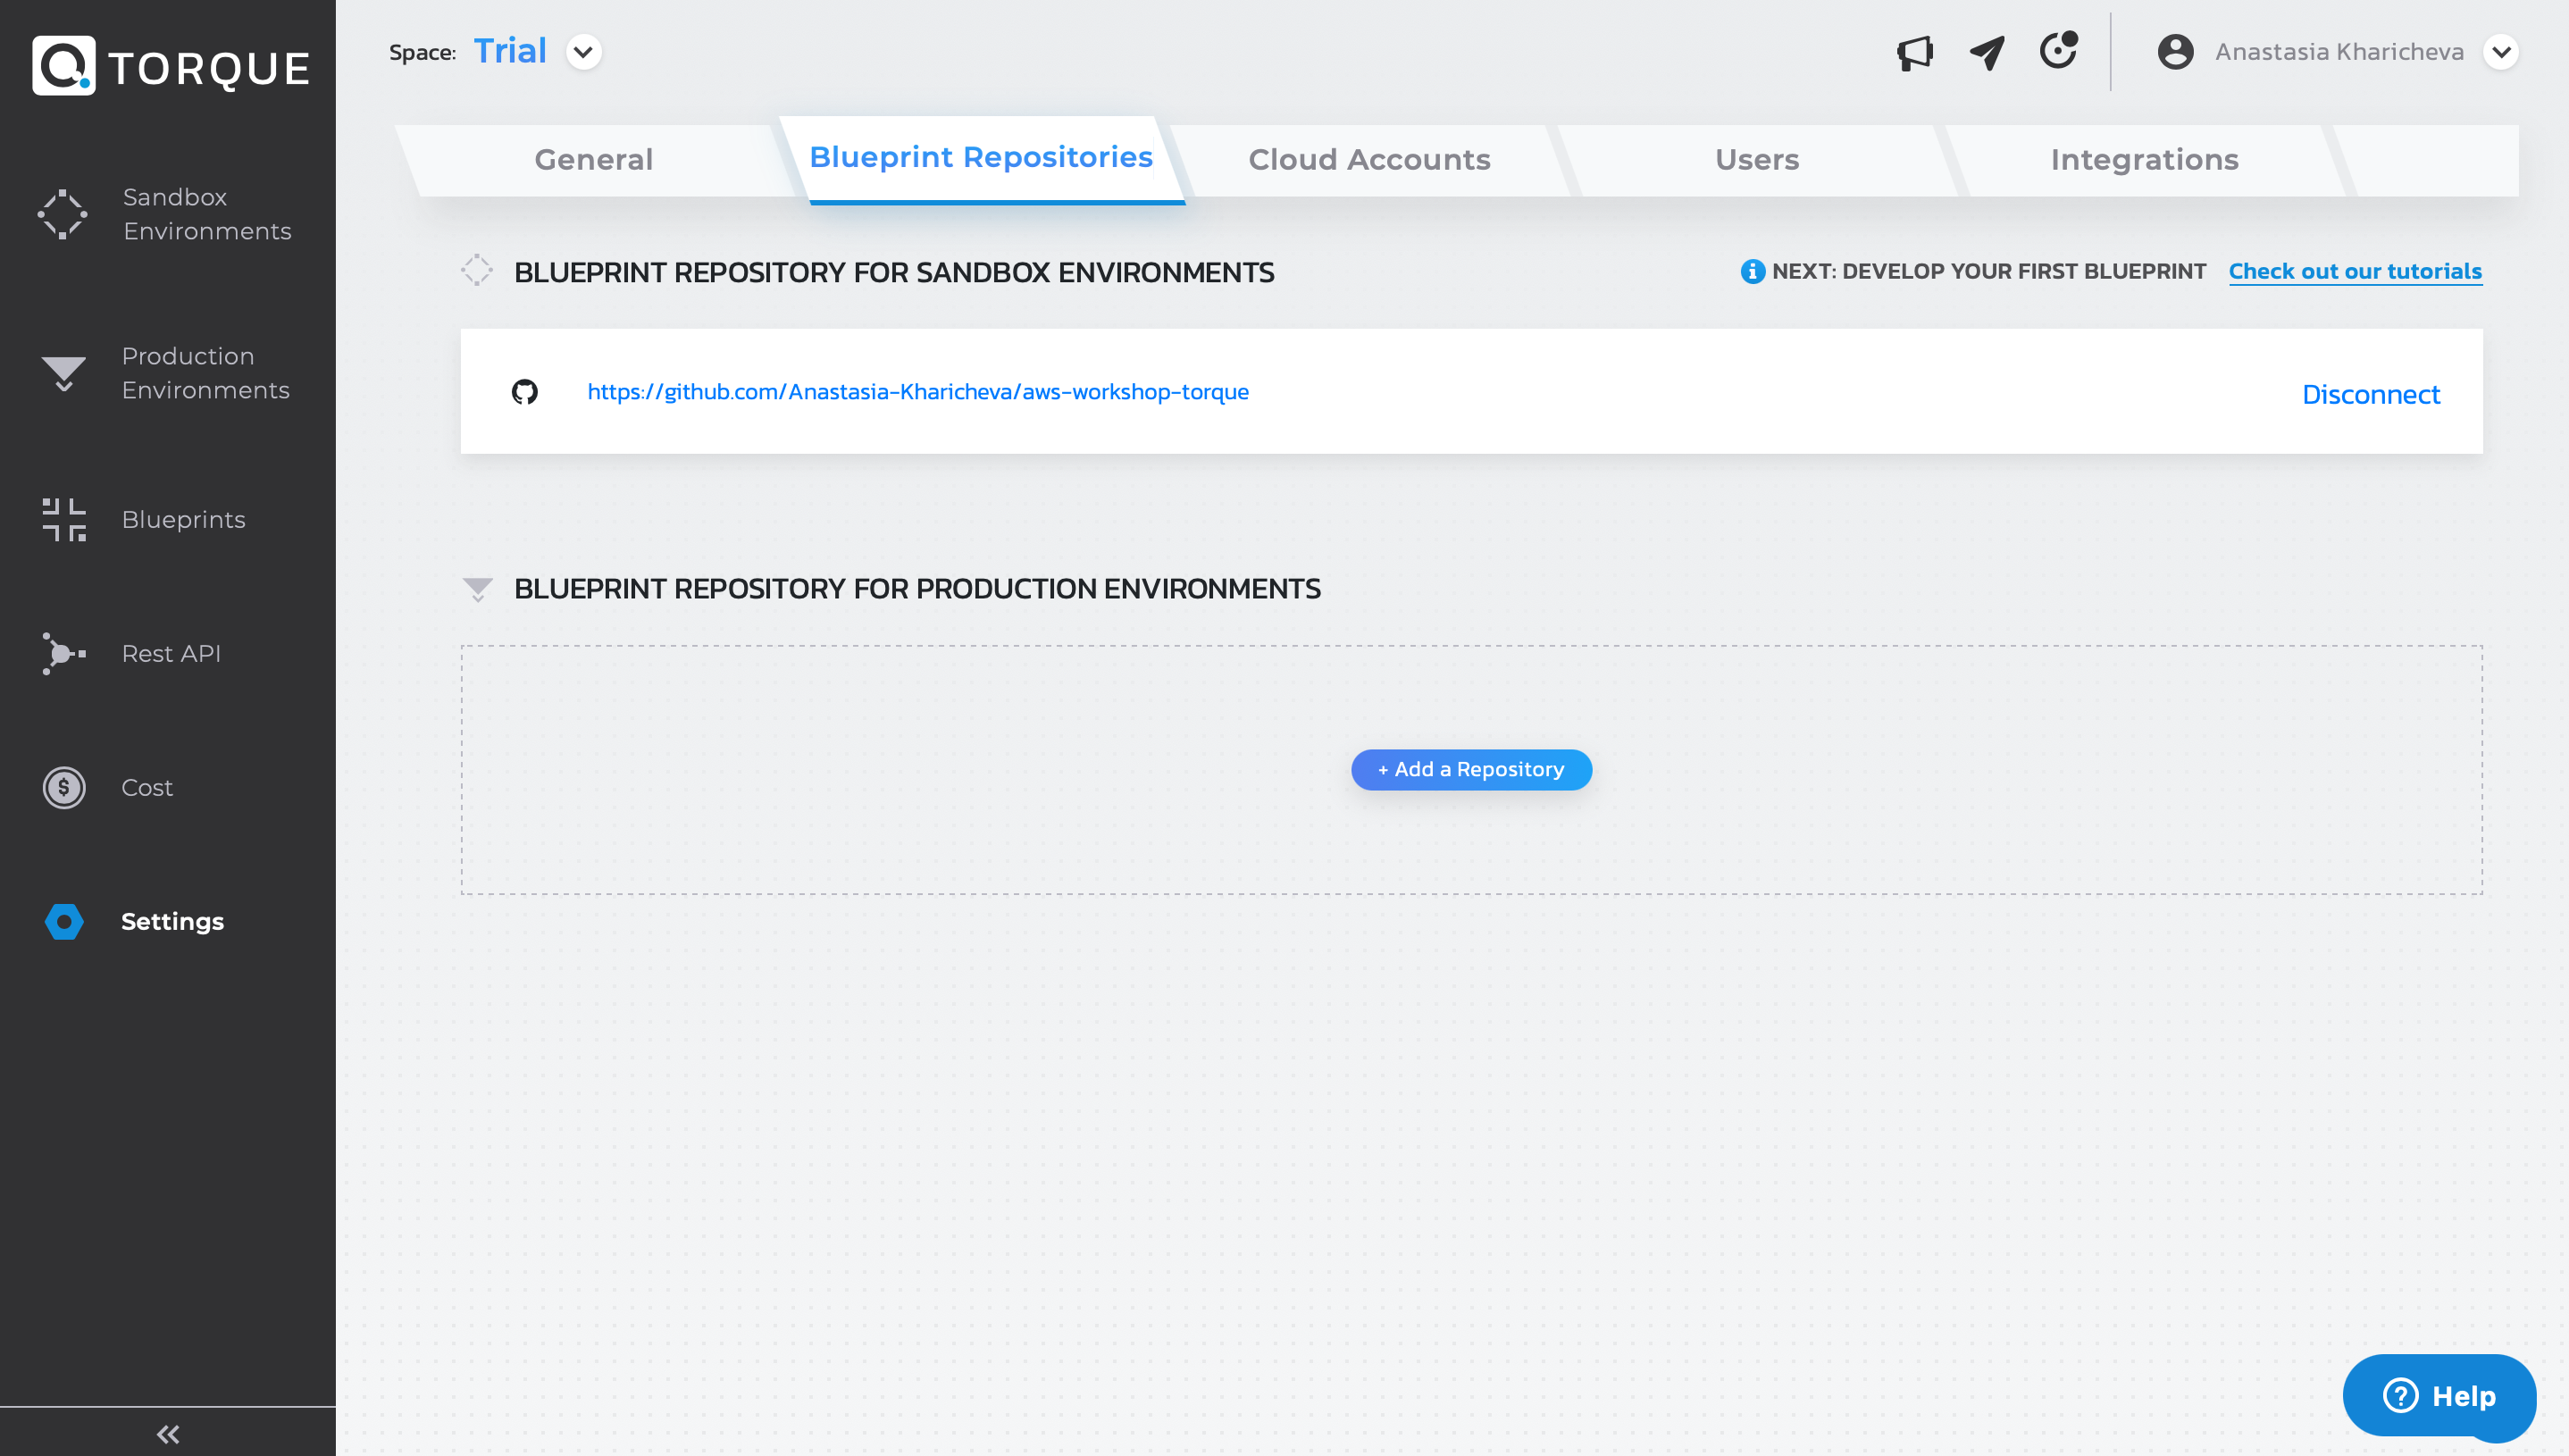 TORQUE
Space: Trial
Anastasia Kharicheva
Sandbox
Environments
Production
Environments
Blueprints
Rest API
$
Cost
Settings
General
Blueprint Repositories
Cloud Accounts
Users
Integrations
BLUEPRINT REPOSITORY FOR SANDBOX ENVIRONMENTS
NEXT: DEVELOP YOUR FIRST BLUEPRINT Check out our tutorials
https://github.com/Anastasia-Kharicheva/aws-workshop-torque
Disconnect
BLUEPRINT REPOSITORY FOR PRODUCTION ENVIRONMENTS
+ Add a Repository
? Help